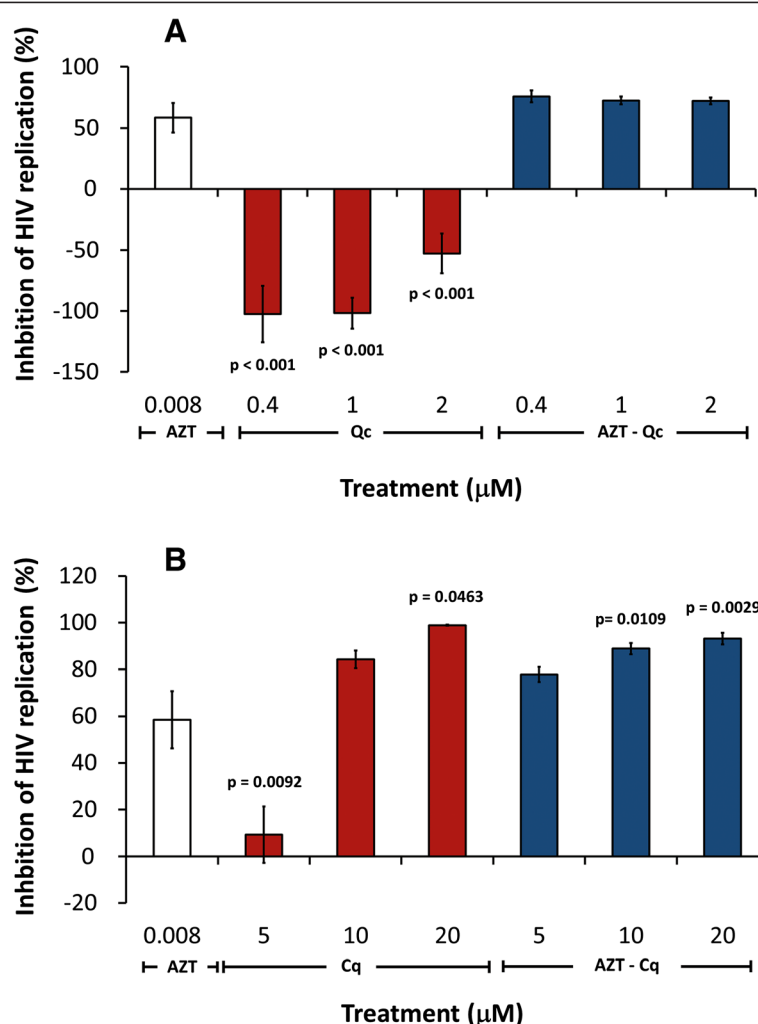 A
Inhbition of HIV replication (%)
100
50
0
-50
-100
-150
p < 0.001
p < 0.001
p < 0.001
0.008 0.4 1 2 0.4 1 2
AZT Qc AZT - Qc
Treatment (μM)
B
Inhbition of HIV replication (%)
120
100
80
60
40
20
0
-20
p = 0.0092
p = 0.0463
p= 0.0109
p = 0.0029
0.008 5 10 20 5 10 20
AZT Cq AZT - Cq
Treatment (μM)